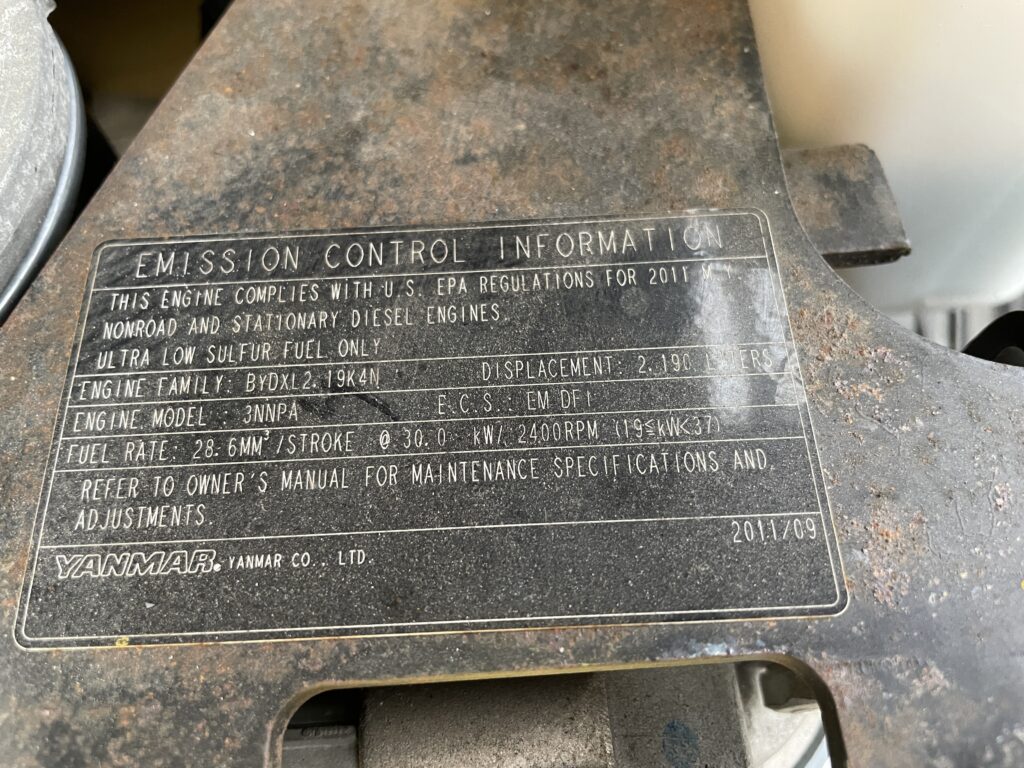 EMISSION CONTROL INFORMATION
THIS ENGINE COMPLIES WITH U.S. EPA REGULATIONS FOR 2011 M.Y.
NONROAD AND STATIONARY DIESEL ENGINES.
ULTRA LOW SULFUR FUEL ONLY
ENGINE FAMILY: BYDXL2.19K4N DISPLACEMENT: 2.190 LITERS
ENGINE MODEL : 3NNPA E.C.S. : EM DFI
FUEL RATE: 28.6MM³/STROKE @ 30.0 kW/ 2400RPM (19≦kW<37)
REFER TO OWNER'S MANUAL FOR MAINTENANCE SPECIFICATIONS AND
ADJUSTMENTS.
2011/09
YANMAR. YANMAR CO., LTD.